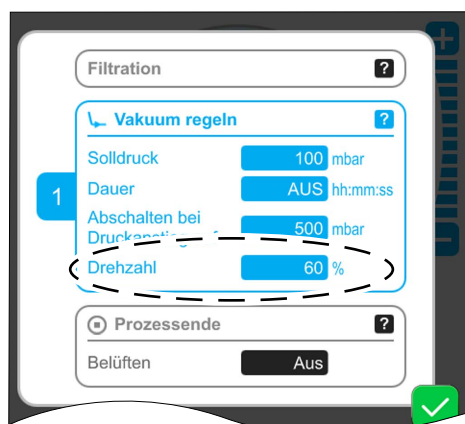 Filtration ?
Vakuum regeln ?
1
Solldruck 100 mbar
Dauer AUS hh:mm:ss
Abschalten bei
500 mbar
Drehzahl 60 %
Prozessende ?
Belüften Aus